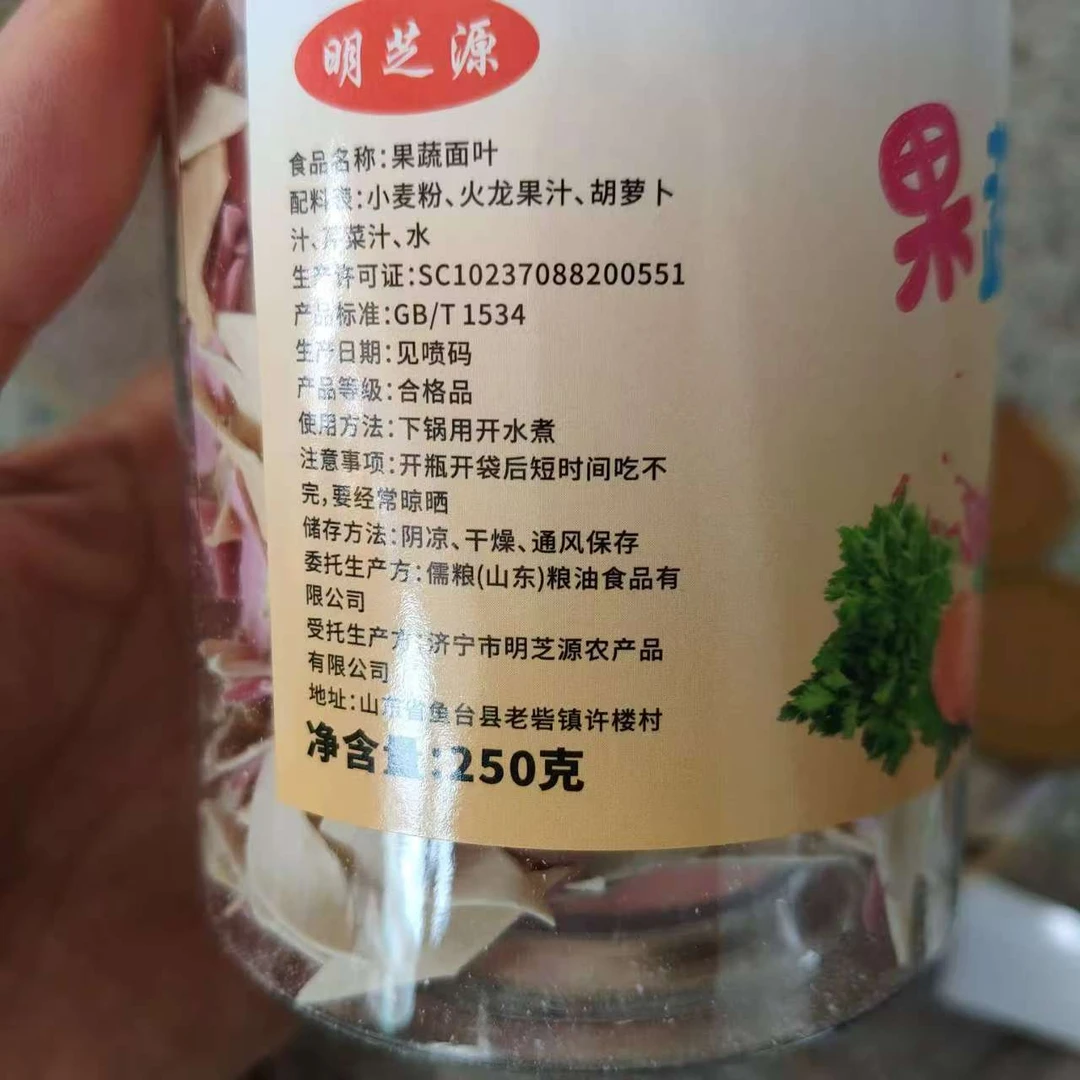 明芝源
食品名称:果蔬面叶
配料表:小麦粉、火龙果汁、胡萝卜
汁、芹菜汁、水
生产许可证:SC10237088200551
产品标准:GB/T 1534
生产日期:见喷码
产品等级:合格品
使用方法:下锅用开水煮
注意事项:开瓶开袋后短时间吃不
完,要经常晾晒
储存方法:阴凉、干燥、通风保存
委托生产方:儒粮(山东)粮油食品有
限公司
受托生产方:济宁市明芝源农产品
有限公司
地址:山东省鱼台县老砦镇许楼村
净含量:250克
果